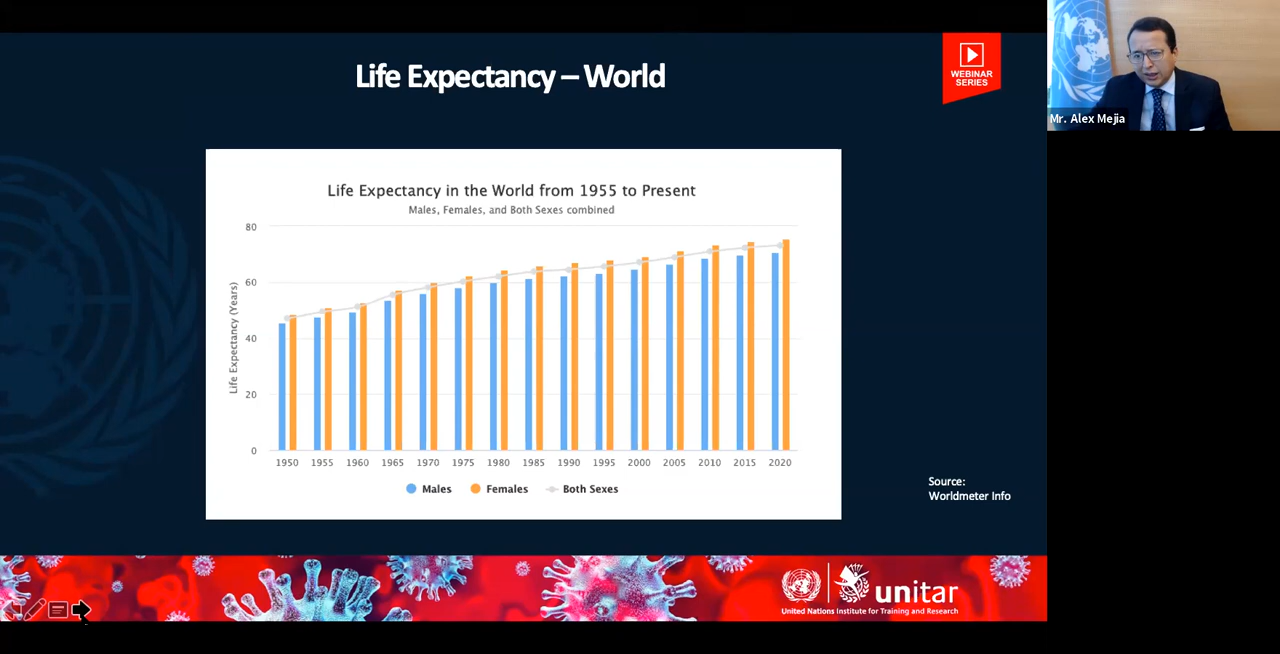 Life Expectancy – World
WEBINAR
SERIES
Mr. Alex Mejia
Life Expectancy in the World from 1955 to Present
Males, Females, and Both Sexes combined
Life Expectancy (Years)
80
60
40
20
0
1950 1955 1960 1965 1970 1975 1980 1985 1990 1995 2000 2005 2010 2015 2020
Males Females Both Sexes
Source:
Worldmeter Info
unitar
United Nations Institute for Training and Research